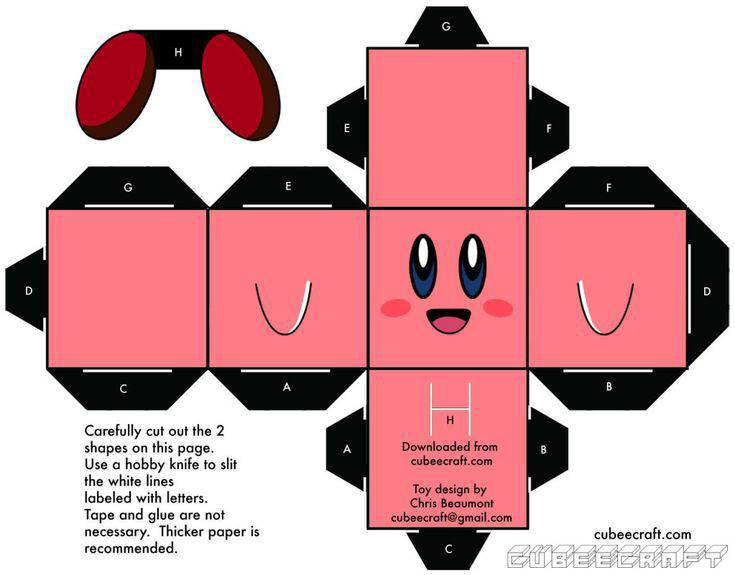 G
H
E
F
G
E
F
D
D
C
A
B
H
A
B
Downloaded from
cubeecraft.com
Toy design by
Chris Beaumont
cubeecraft@gmail.com
C
Carefully cut out the 2
shapes on this page.
Use a hobby knife to slit
the white lines
labeled with letters.
Tape and glue are not
necessary.  Thicker paper is
recommended.
cubeecraft.com
CUBEECRAFT